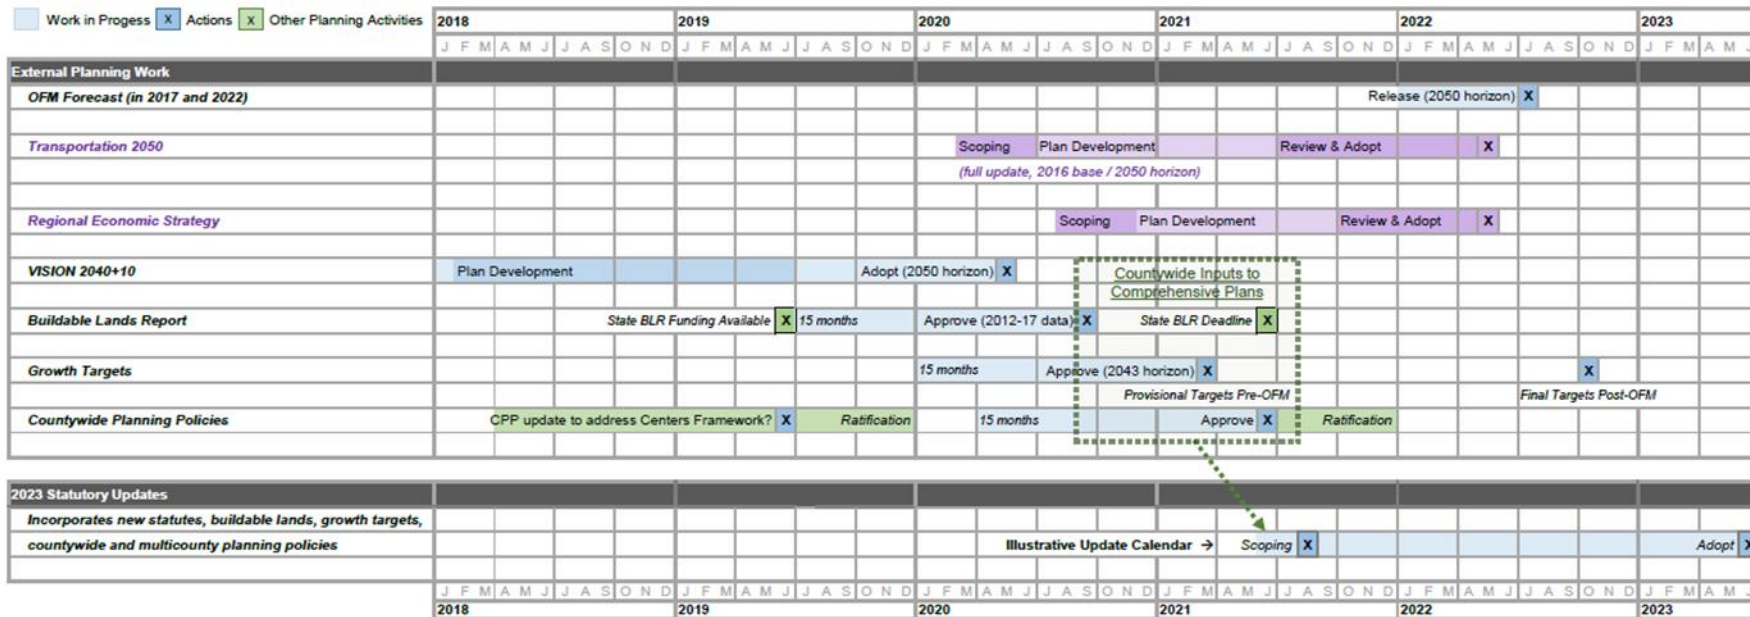 Work in Progess X Actions X Other Planning Activities
2018 2019 2020 2021 2022 2023
J F M A M J J A S O N D J F M A M J J A S O N D J F M A M J J A S O N D J F M A M J J A S O N D J F M A M J J A S O N D J F M A M J
External Planning Work
OFM Forecast (in 2017 and 2022) Release (2050 horizon) X
Transportation 2050 Scoping Plan Development Review & Adopt X
(full update, 2016 base / 2050 horizon)
Regional Economic Strategy Scoping Plan Development Review & Adopt X
VISION 2040+10 Plan Development Adopt (2050 horizon) X
Countywide Inputs to
Comprehensive Plans
Buildable Lands Report State BLR Funding Available X 15 months Approve (2012-17 data) X State BLR Deadline X
Growth Targets 15 months Approve (2043 horizon) X X
Provisional Targets Pre-OFM Final Targets Post-OFM
Countywide Planning Policies CPP update to address Centers Framework? X Ratification 15 months Approve X Ratification
2023 Statutory Updates
Incorporates new statutes, buildable lands, growth targets,
countywide and multicounty planning policies Illustrative Update Calendar → Scoping X Adopt X
J F M A M J J A S O N D J F M A M J J A S O N D J F M A M J J A S O N D J F M A M J J A S O N D J F M A M J J A S O N D J F M A M J
2018 2019 2020 2021 2022 2023